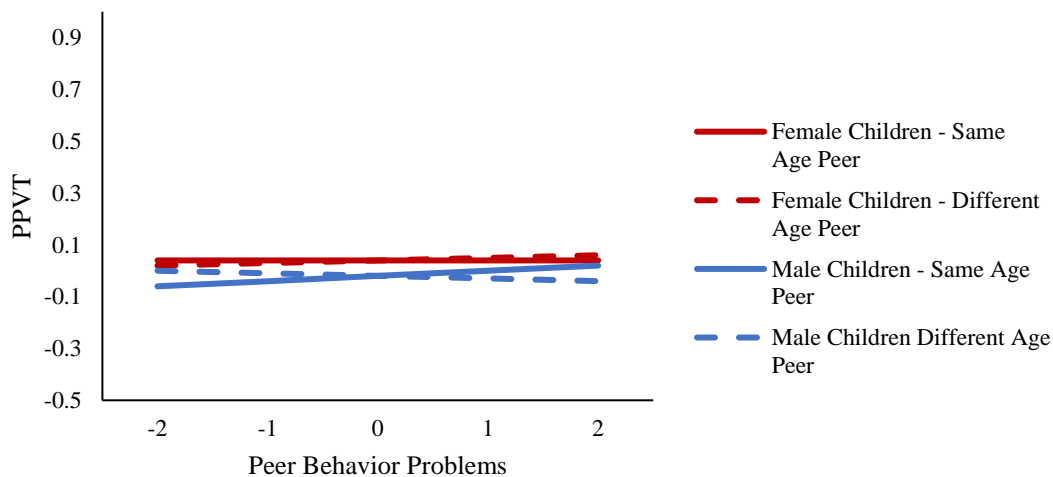 0.9
0.7
0.5
0.3
0.1
-0.1
-0.3
-0.5
PPVT
-2 -1 0 1 2
Peer Behavior Problems
Female Children - Same
Age Peer
Female Children - Different
Age Peer
Male Children - Same Age
Peer
Male Children Different Age
Peer